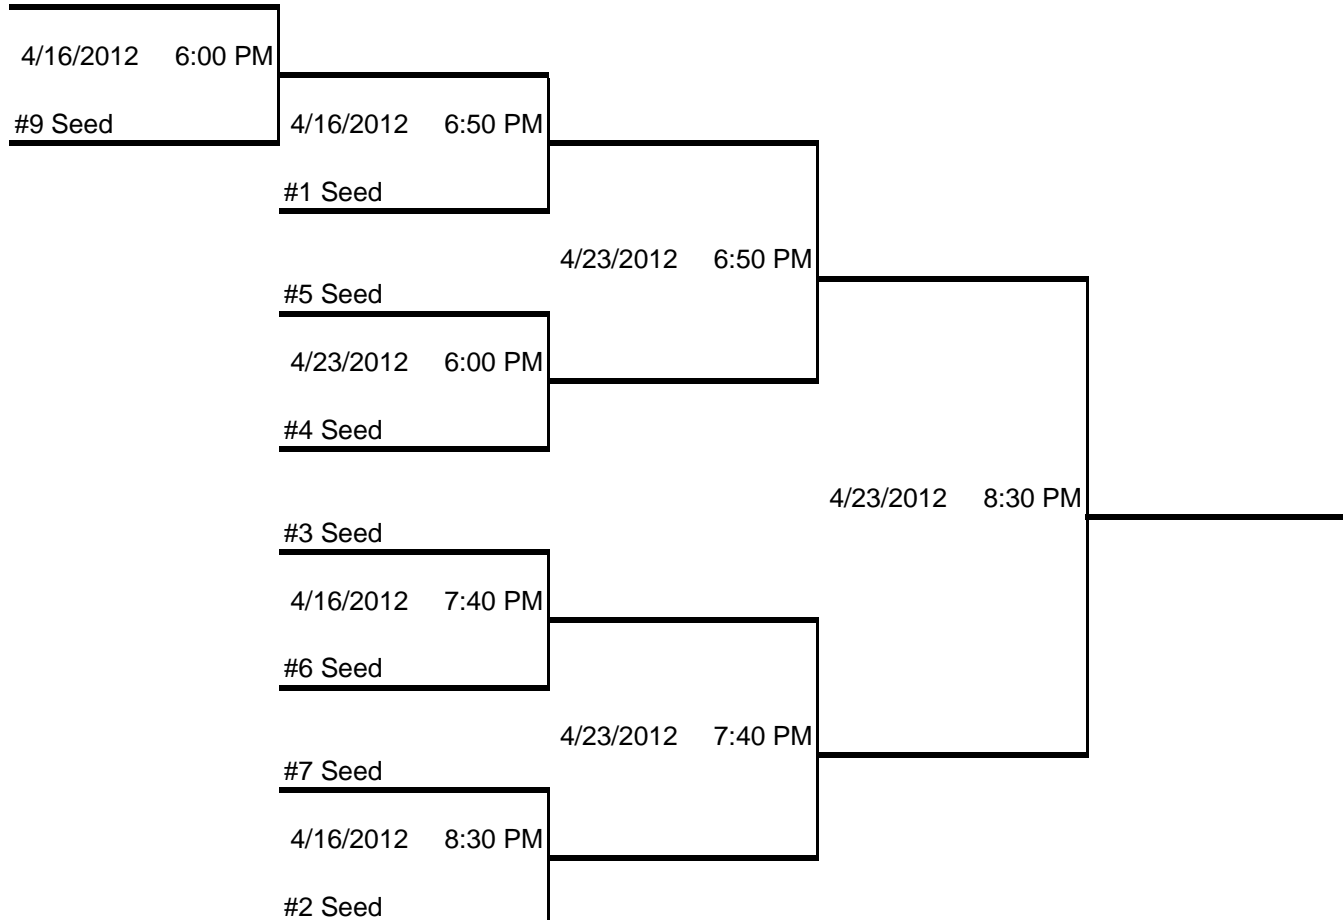 4/16/2012 6:00 PM
#9 Seed
4/16/2012 6:50 PM
#1 Seed
4/23/2012 6:50 PM
#5 Seed
4/23/2012 6:00 PM
#4 Seed
4/23/2012 8:30 PM
#3 Seed
4/16/2012 7:40 PM
#6 Seed
4/23/2012 7:40 PM
#7 Seed
4/16/2012 8:30 PM
#2 Seed